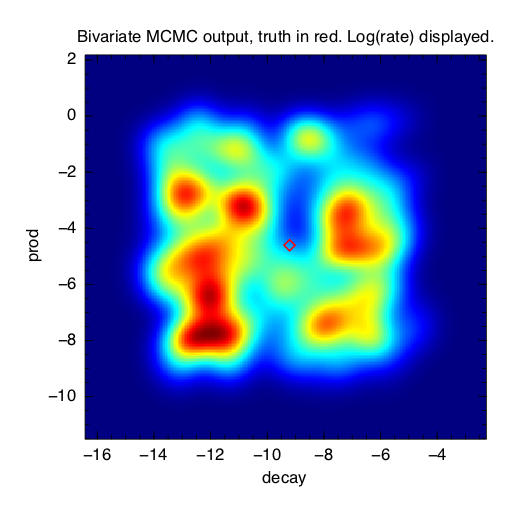 Bivariate MCMC output, truth in red. Log(rate) displayed.
2
0
−2
−4
−6
−8
−10
prod
−16 −14 −12 −10 −8 −6 −4
decay